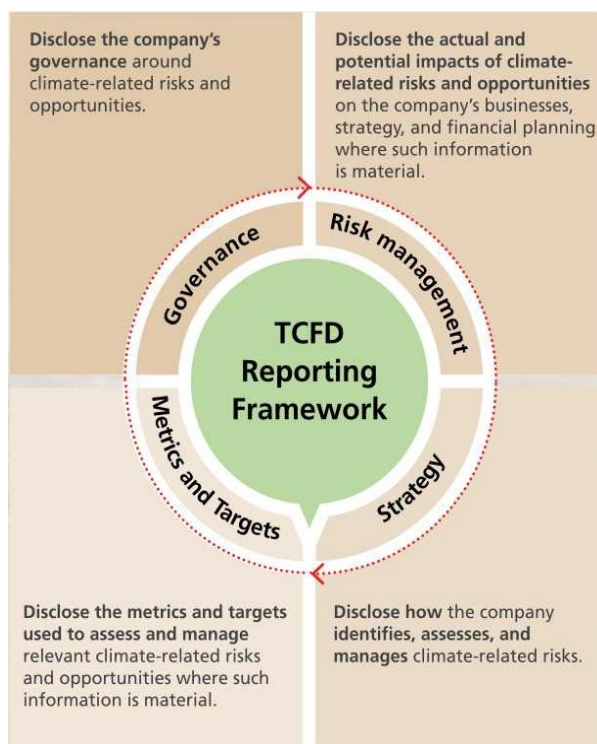 Disclose the company's
governance around
climate-related risks and
opportunities.
Disclose the actual and
potential impacts of climate-
related risks and opportunities
on the company's businesses,
strategy, and financial planning
where such information
is material.
Governance
Risk management
TCFD
Reporting
Framework
Metrics and Targets
Strategy
Disclose the metrics and targets
used to assess and manage
relevant climate-related risks
and opportunities where such
information is material.
Disclose how the company
identifies, assesses, and
manages climate-related risks.